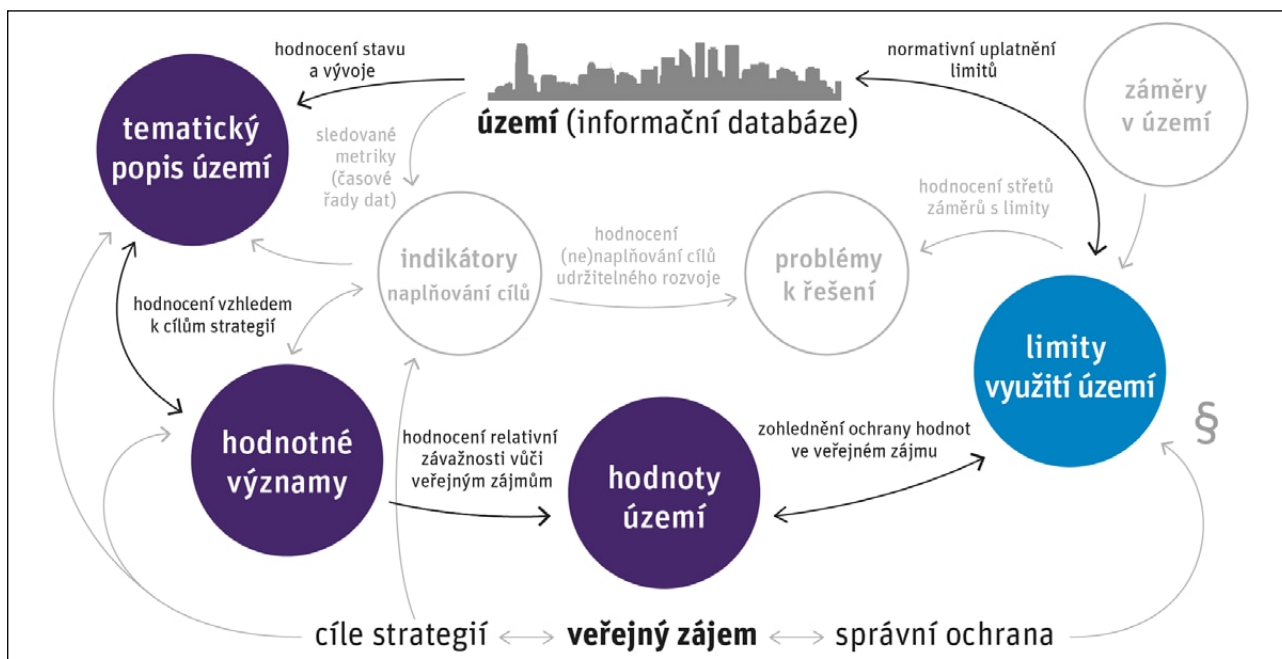 hodnocení stavu
a vývoje
normativní uplatnění
limitů
záměry
v území
tematický
popis území
území (informační databáze)
sledované
metriky
(časové
řady dat)
hodnocení střetů
záměrů s limity
indikátory
naplňování cílů
hodnocení
(ne)naplňování cílů
udržitelného rozvoje
problémy
k řešení
hodnocení vzhledem
k cílům strategií
limity
využití území
§
hodnotné
významy
hodnocení relativní
závažnosti vůči
veřejným zájmům
hodnoty
území
zohlednění ochrany hodnot
ve veřejném zájmu
cíle strategií
veřejný zájem
správní ochrana